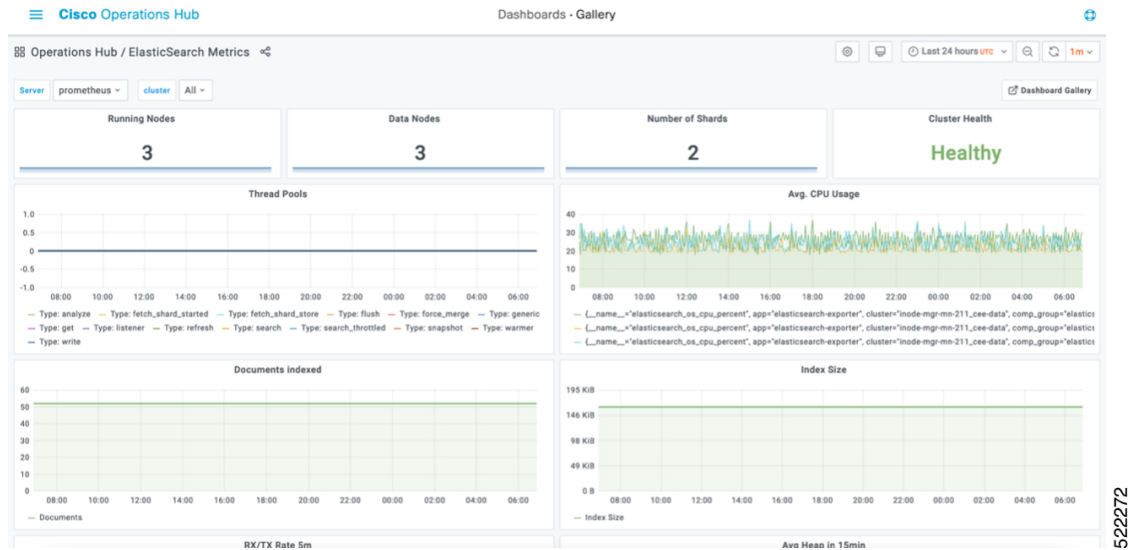 Cisco Operations Hub
Dashboards · Gallery
Operations Hub / ElasticSearch Metrics
Last 24 hours UTC
1m
Server prometheus cluster All
Dashboard Gallery
Running Nodes
3
Data Nodes
3
Number of Shards
2
Cluster Health
Healthy
Thread Pools
1.0
0.5
0
-0.5
-1.0
08:00 10:00 12:00 14:00 16:00 18:00 20:00 22:00 00:00 02:00 04:00 06:00
Type: analyze Type: fetch_shard_started Type: fetch_shard_store Type: flush Type: force_merge Type: generic
Type: get Type: listener Type: refresh Type: search Type: search_throttled Type: snapshot Type: warmer
Type: write
Avg. CPU Usage
40
30
20
10
0
08:00 10:00 12:00 14:00 16:00 18:00 20:00 22:00 00:00 02:00 04:00 06:00
{__name__="elasticsearch_os_cpu_percent", app="elasticsearch-exporter", cluster="inode-mgr-mn-211_cee-data", comp_group="elastics
{__name__="elasticsearch_os_cpu_percent", app="elasticsearch-exporter", cluster="inode-mgr-mn-211_cee-data", comp_group="elastics
{__name__="elasticsearch_os_cpu_percent", app="elasticsearch-exporter", cluster="inode-mgr-mn-211_cee-data", comp_group="elastics
Documents indexed
60
50
40
30
20
10
0
08:00 10:00 12:00 14:00 16:00 18:00 20:00 22:00 00:00 02:00 04:00 06:00
Documents
Index Size
195 KiB
146 KiB
98 KiB
49 KiB
0 B
08:00 10:00 12:00 14:00 16:00 18:00 20:00 22:00 00:00 02:00 04:00 06:00
Index Size
RX/TX Rate 5m
Avg Heap in 15min
522272